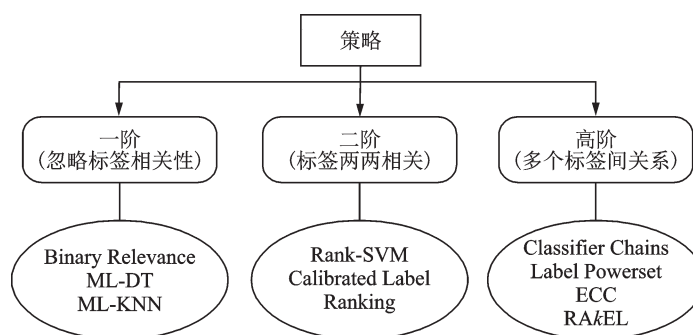 策略
一阶
(忽略标签相关性)
二阶
(标签两两相关)
高阶
(多个标签间关系)
Binary Relevance
ML-DT
ML-KNN
Rank-SVM
Calibrated Label
Ranking
Classifier Chains
Label Powerset
ECC
RAkEL